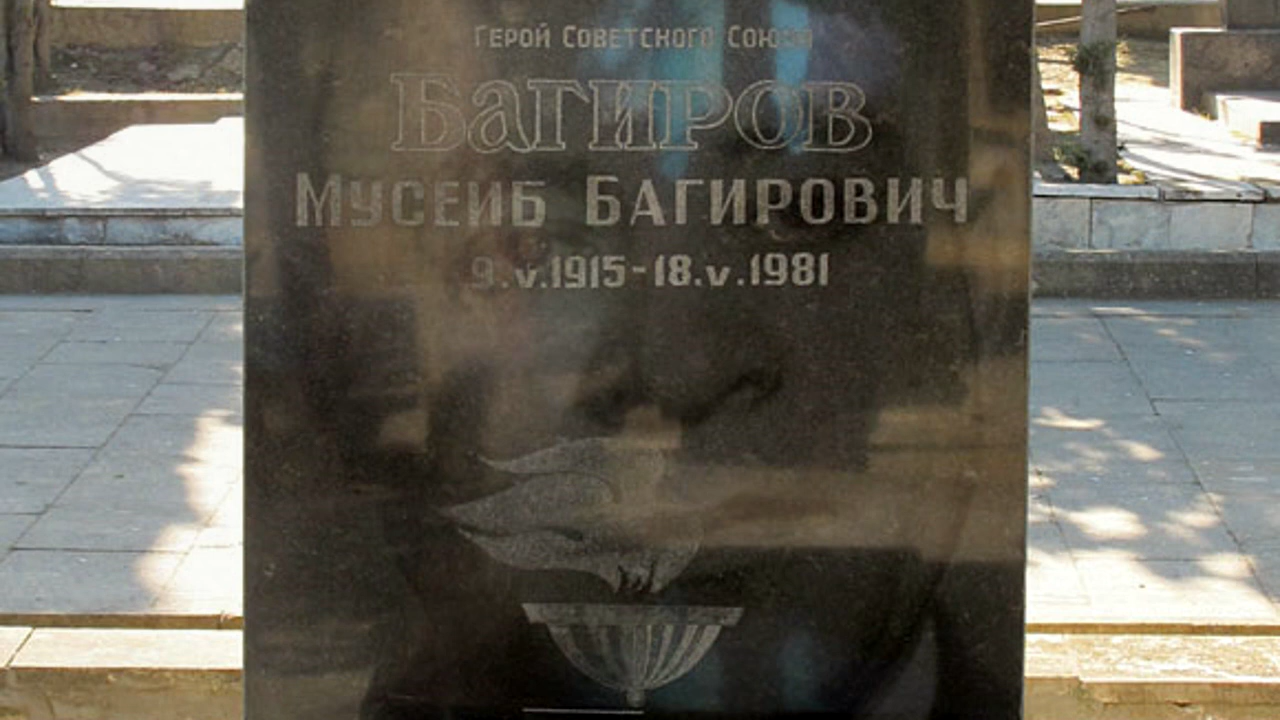 Герой Советского Союза
Багиров
Мусеиб Багирович
9.v.1915-18.v.1981